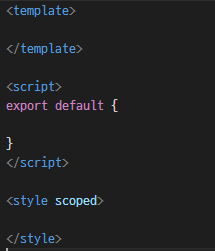 <template>

</template>

<script>
export default {

}
</script>

<style scoped>

</style>